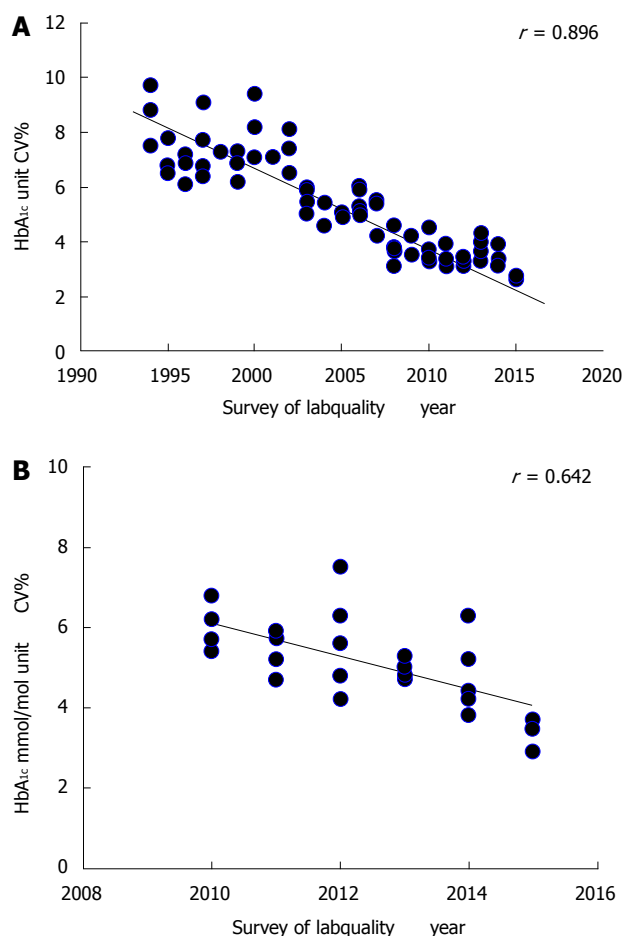 A
r = 0.896
HbA1c unit CV%
12
10
8
6
4
2
0
1990 1995 2000 2005 2010 2015 2020
Survey of labquality year
B
r = 0.642
HbA1c mmol/mol unit CV%
10
8
6
4
2
0
2008 2010 2012 2014 2016
Survey of labquality year